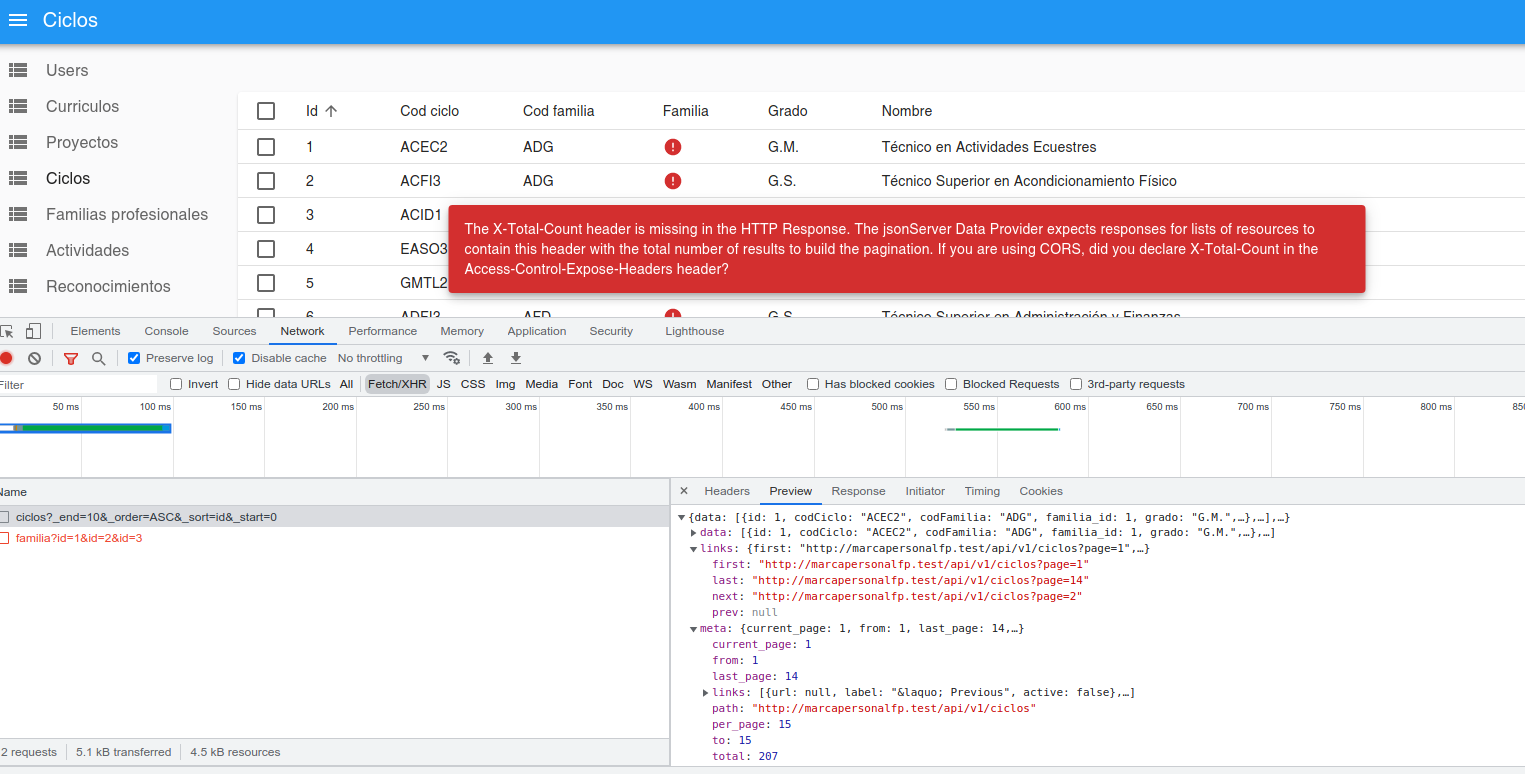 Ciclos
Users
Curriculos
Proyectos
Ciclos
Familias profesionales
Actividades
Reconocimientos
Id Cod ciclo Cod familia Familia Grado Nombre
1 ACEC2 ADG G.M. Técnico en Actividades Ecuestres
2 ACFI3 ADG G.S. Técnico Superior en Acondicionamiento Físico
3 ACID1
4 EASO3
5 GMTL2
The X-Total-Count header is missing in the HTTP Response. The jsonServer Data Provider expects responses for lists of resources to
contain this header with the total number of results to build the pagination. If you are using CORS, did you declare X-Total-Count in the
Access-Control-Expose-Headers header?
6 ADFI3 AFD G.S. Técnico Superior en Administración y Finanzas
Elements Console Sources Network Performance Memory Application Security Lighthouse
Preserve log Disable cache No throttling
Filter Invert Hide data URLs All Fetch/XHR JS CSS Img Media Font Doc WS Wasm Manifest Other Has blocked cookies Blocked Requests 3rd-party requests
50 ms 100 ms 150 ms 200 ms 250 ms 300 ms 350 ms 400 ms 450 ms 500 ms 550 ms 600 ms 650 ms 700 ms 750 ms 800 ms 850
Name
ciclos?_end=10&_order=ASC&_sort=id&_start=0
familia?id=1&id=2&id=3
2 requests 5.1 kB transferred 4.5 kB resources
× Headers Preview Response Initiator Timing Cookies
{data: [{id: 1, codCiclo: "ACEC2", codFamilia: "ADG", familia_id: 1, grado: "G.M.",…},…],…}
data: [{id: 1, codCiclo: "ACEC2", codFamilia: "ADG", familia_id: 1, grado: "G.M.",…},…]
links: {first: "http://marcapersonalfp.test/api/v1/ciclos?page=1",…}
first: "http://marcapersonalfp.test/api/v1/ciclos?page=1"
last: "http://marcapersonalfp.test/api/v1/ciclos?page=14"
next: "http://marcapersonalfp.test/api/v1/ciclos?page=2"
prev: null
meta: {current_page: 1, from: 1, last_page: 14,…}
current_page: 1
from: 1
last_page: 14
links: [{url: null, label: "&laquo; Previous", active: false},…]
path: "http://marcapersonalfp.test/api/v1/ciclos"
per_page: 15
to: 15
total: 207